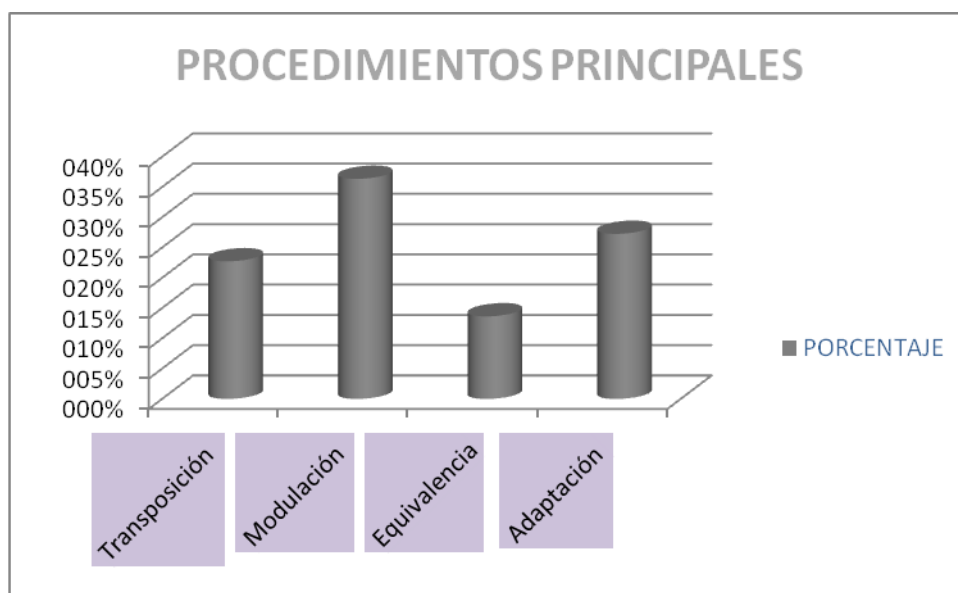 PROCEDIMIENTOS PRINCIPALES
040%
035%
030%
025%
020%
015%
010%
005%
000%
PORCENTAJE
Transposición
Modulación
Equivalencia
Adaptación